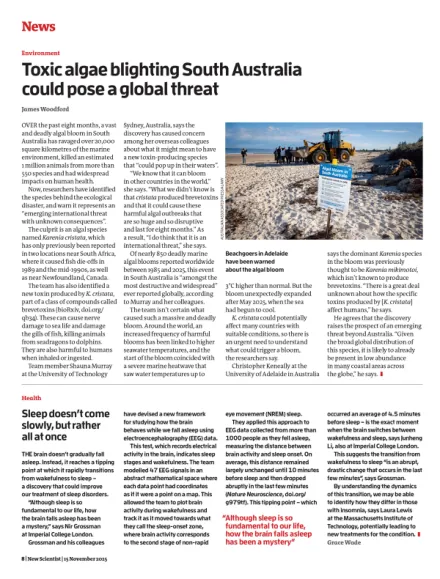 News
Environment
Toxic algae blighting South Australia
could pose a global threat
James Woodford
OVER the past eight months, a vast
and deadly algal bloom in South
Australia has ravaged over 20,000
square kilometres of the marine
environment, killed an estimated
1 million animals from more than
550 species and had widespread
impacts on human health.
Now, researchers have identified
the species behind the ecological
disaster, and warn it represents an
“emerging international threat
with unknown consequences”.
The culprit is an algal species
named Karenia cristata, which
has only previously been reported
in two locations near South Africa,
where it caused fish die-offs in
1989 and the mid-1990s, as well
as near Newfoundland, Canada.
The team has also identified a
new toxin produced by K. cristata,
part of a class of compounds called
brevetoxins (bioRxiv, doi.org/
qd34). These can cause nerve
damage to sea life and damage
the gills of fish, killing animals
from seadragons to dolphins.
They are also harmful to humans
when inhaled or ingested.
Team member Shauna Murray
at the University of Technology
Sydney, Australia, says the
discovery has caused concern
among her overseas colleagues
about what it might mean to have
a new toxin-producing species
that “could pop up in their waters”.
“We know that it can bloom
in other countries in the world,”
she says. “What we didn’t know is
that cristata produced brevetoxins
and that it could cause these
harmful algal outbreaks that
are so huge and so disruptive
and last for eight months.” As
a result, “I do think that it is an
international threat,” she says.
Of nearly 850 deadly marine
algal blooms reported worldwide
between 1985 and 2025, this event
in South Australia is “amongst the
most destructive and widespread”
ever reported globally, according
to Murray and her colleagues.
The team isn’t certain what
caused such a massive and deadly
bloom. Around the world, an
increased frequency of harmful
blooms has been linked to higher
seawater temperatures, and the
start of the bloom coincided with
a severe marine heatwave that
saw water temperatures up to
Beachgoers in Adelaide
have been warned
about the algal bloom
3°C higher than normal. But the
bloom unexpectedly expanded
after May 2025, when the sea
had begun to cool.
K. cristata could potentially
affect many countries with
suitable conditions, so there is
an urgent need to understand
what could trigger a bloom,
the researchers say.
Christopher Keneally at the
University of Adelaide in Australia
says the dominant Karenia species
in the bloom was previously
thought to be Karenia mikimotoi,
which isn’t known to produce
brevetoxins. “There is a great deal
unknown about how the specific
toxins produced by [K. cristata]
affect humans,” he says.
He agrees that the discovery
raises the prospect of an emerging
threat beyond Australia. “Given
the broad global distribution of
this species, it is likely to already
be present in low abundance
in many coastal areas across
the globe,” he says.
Health
Sleep doesn’t come
slowly, but rather
all at once
THE brain doesn’t gradually fall
asleep. Instead, it reaches a tipping
point at which it rapidly transitions
from wakefulness to sleep –
a discovery that could improve
our treatment of sleep disorders.
“Although sleep is so
fundamental to our life, how
the brain falls asleep has been
a mystery,” says Nir Grossman
at Imperial College London.
Grossman and his colleagues
have devised a new framework
for studying how the brain
behaves while we fall asleep using
electroencephalography (EEG) data.
This test, which records electrical
activity in the brain, indicates sleep
stages and wakefulness. The team
modelled 47 EEG signals in an
abstract mathematical space where
each data point had coordinates
as if it were a point on a map. This
allowed the team to plot brain
activity during wakefulness and
track it as it moved towards what
they call the sleep-onset zone,
where brain activity corresponds
to the second stage of non-rapid
eye movement (NREM) sleep.
They applied this approach to
EEG data collected from more than
1000 people as they fell asleep,
measuring the distance between
brain activity and sleep onset. On
average, this distance remained
largely unchanged until 10 minutes
before sleep and then dropped
abruptly in the last few minutes
(Nature Neuroscience, doi.org/
g979ff). This tipping point – which
“Although sleep is so
fundamental to our life,
how the brain falls asleep
has been a mystery”
occurred an average of 4.5 minutes
before sleep – is the exact moment
when the brain switches between
wakefulness and sleep, says Junheng
Li, also at Imperial College London.
This suggests the transition from
wakefulness to sleep “is an abrupt,
drastic change that occurs in the last
few minutes”, says Grossman.
By understanding the dynamics
of this transition, we may be able
to identify how they differ in those
with insomnia, says Laura Lewis
at the Massachusetts Institute of
Technology, potentially leading to
new treatments for the condition.
Grace Wade
8 | New Scientist | 15 November 2025